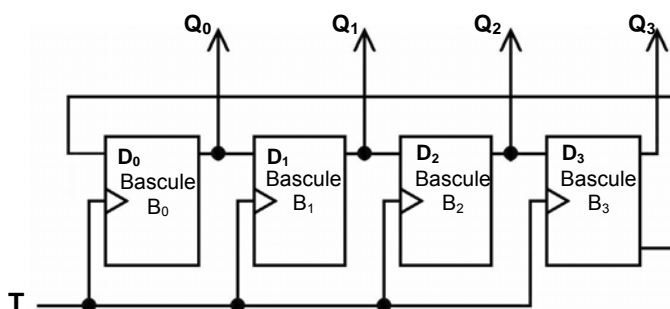 Q₀ Q₁ Q₂ Q₃
D₀ D₁ D₂ D₃
Bascule Bascule Bascule Bascule
B₀ B₁ B₂ B₃
T